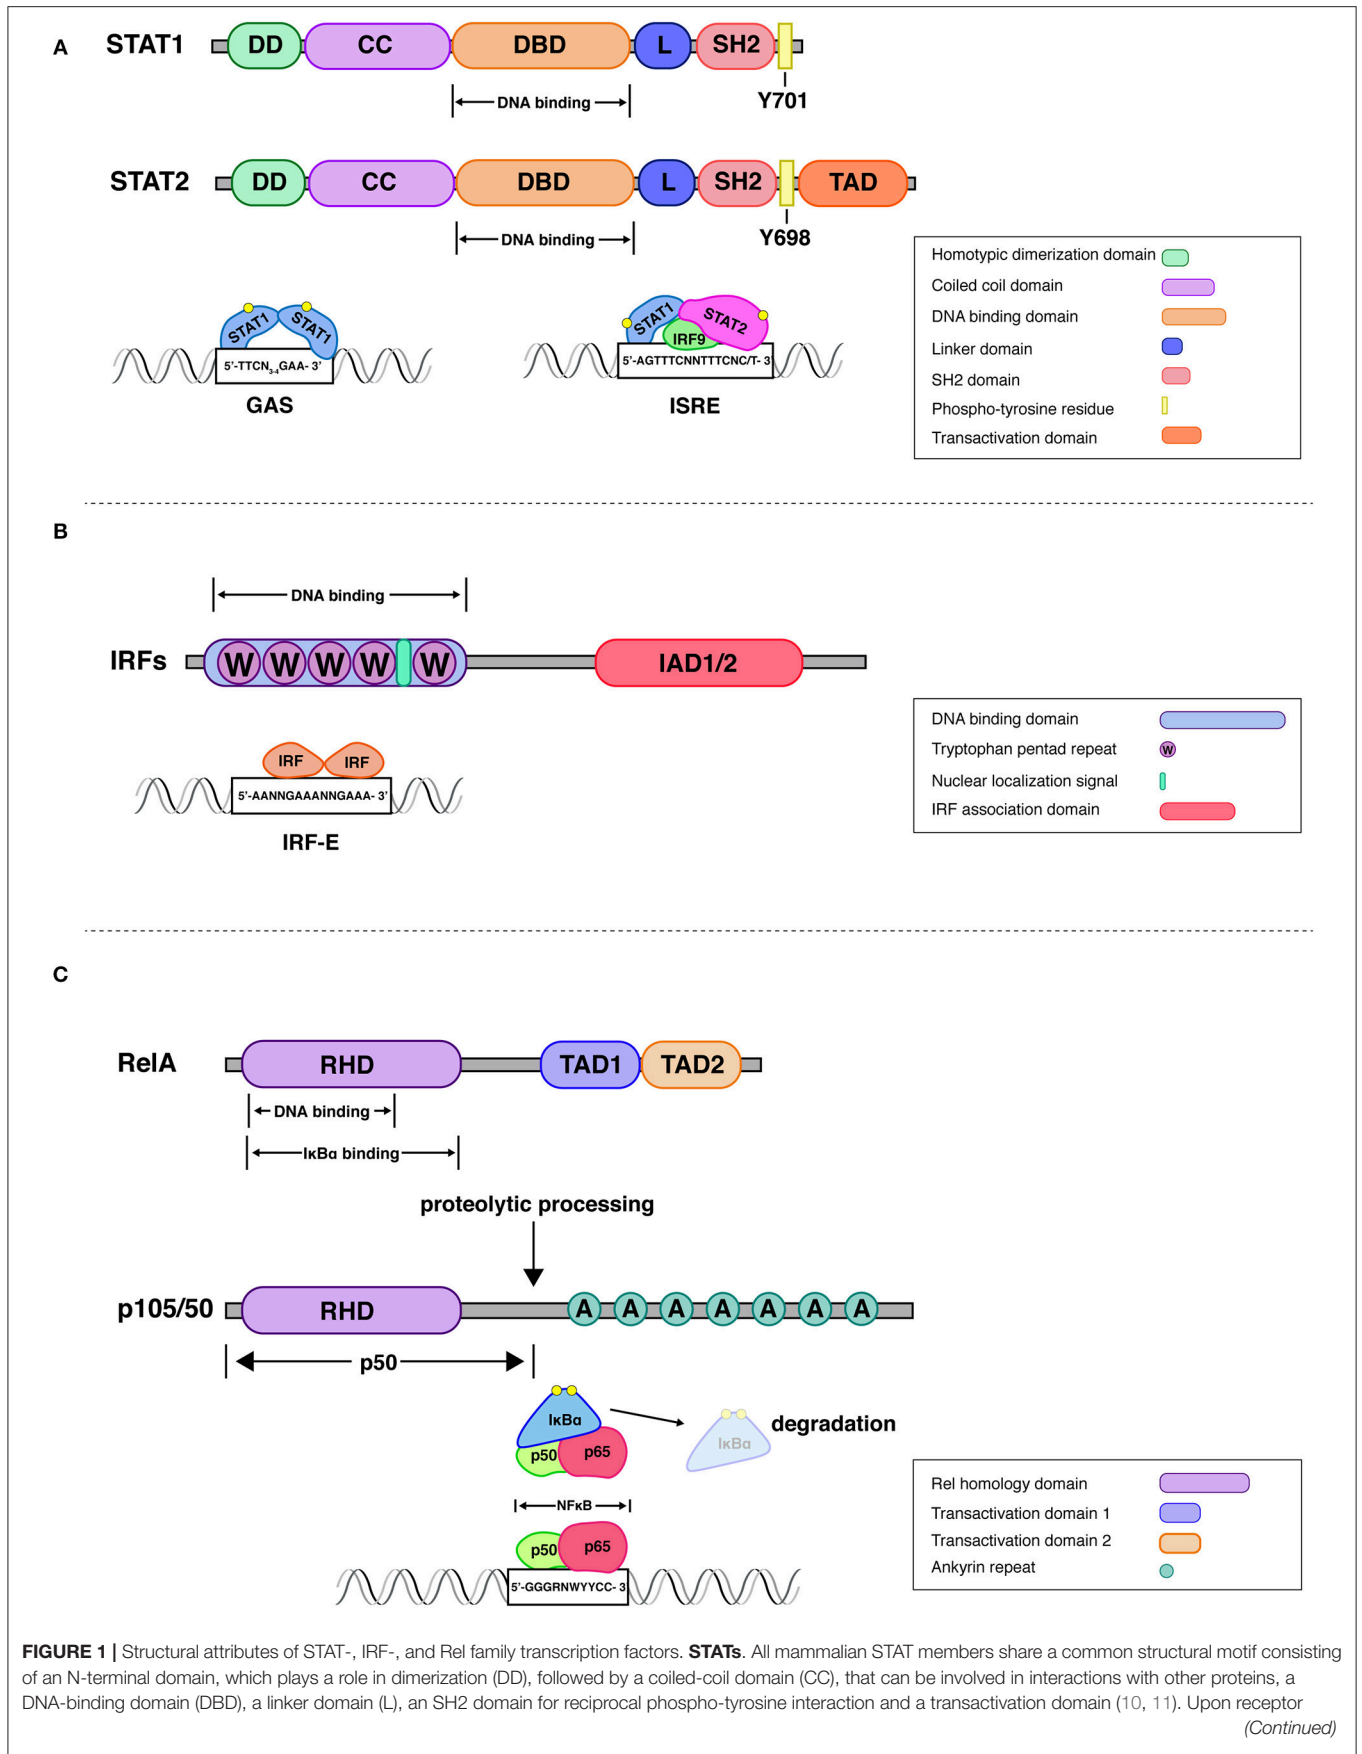 A
STAT1
DD CC DBD L SH2
DNA binding
Y701
STAT2
DD CC DBD L SH2 TAD
DNA binding
Y698
STAT1 STAT1
5'-TTCN3-4GAA- 3'
GAS
STAT1 STAT2
IRF9
5'-AGTTTCNNTTTCNC/T- 3'
ISRE
Homotypic dimerization domain
Coiled coil domain
DNA binding domain
Linker domain
SH2 domain
Phospho-tyrosine residue
Transactivation domain
B
DNA binding
IRFs
W W W W W IAD1/2
IRF IRF
5'-AANNGAAANNGAAA- 3'
IRF-E
DNA binding domain
Tryptophan pentad repeat W
Nuclear localization signal
IRF association domain
C
RelA
RHD TAD1 TAD2
DNA binding
IκBα binding
proteolytic processing
p105/50
RHD A A A A A A A
p50
IκBα
p50 p65
IκBα
degradation
NFκB
p50 p65
5'-GGGRNWYYCC- 3
Rel homology domain
Transactivation domain 1
Transactivation domain 2
Ankyrin repeat
FIGURE 1 | Structural attributes of STAT-, IRF-, and Rel family transcription factors. STATs. All mammalian STAT members share a common structural motif consisting
of an N-terminal domain, which plays a role in dimerization (DD), followed by a coiled-coil domain (CC), that can be involved in interactions with other proteins, a
DNA-binding domain (DBD), a linker domain (L), an SH2 domain for reciprocal phospho-tyrosine interaction and a transactivation domain (10, 11). Upon receptor
(Continued)